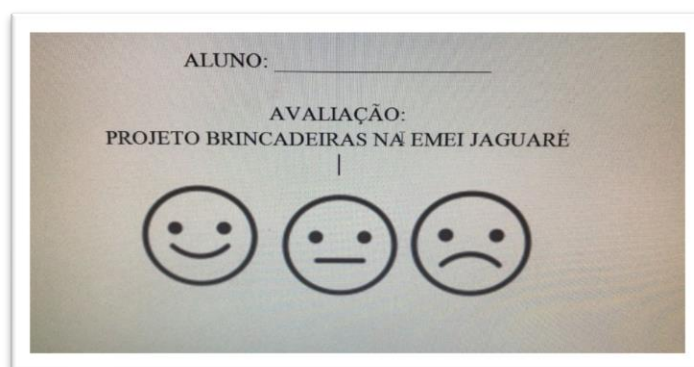 ALUNO: ____________________
AVALIAÇÃO:
PROJETO BRINCADEIRAS NA EMEI JAGUARÉ